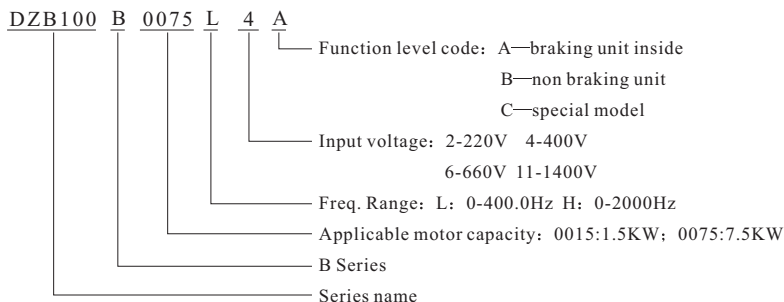 DZB100 B 0075 L 4 A
Function level code：A—braking unit inside
B—non braking unit
C—special model
Input voltage：2-220V 4-400V
6-660V 11-1400V
Freq. Range：L：0-400.0Hz H：0-2000Hz
Applicable motor capacity：0015:1.5KW；0075:7.5KW
B Series
Series name